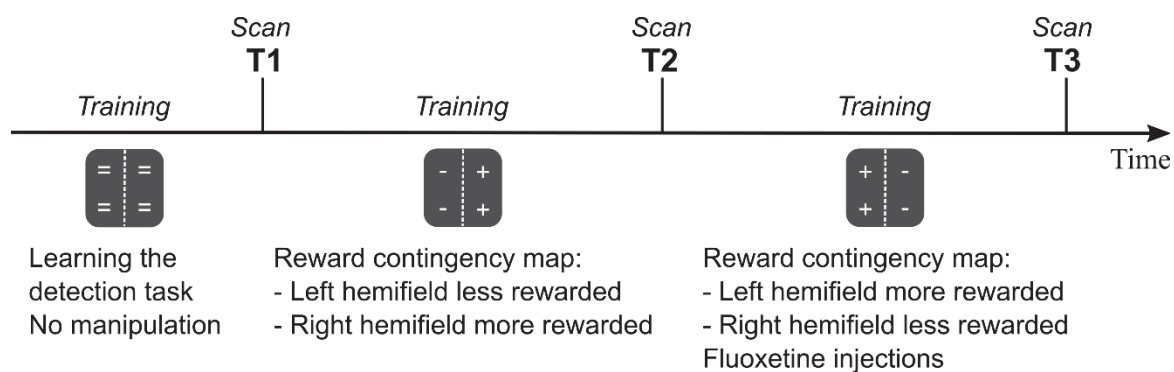 Scan Scan Scan
T1 T2 T3
Training Training Training
Time
= = - + + -
= = - + + -
Learning the
detection task
No manipulation
Reward contingency map:
- Left hemifield less rewarded
- Right hemifield more rewarded
Reward contingency map:
- Left hemifield more rewarded
- Right hemifield less rewarded
Fluoxetine injections